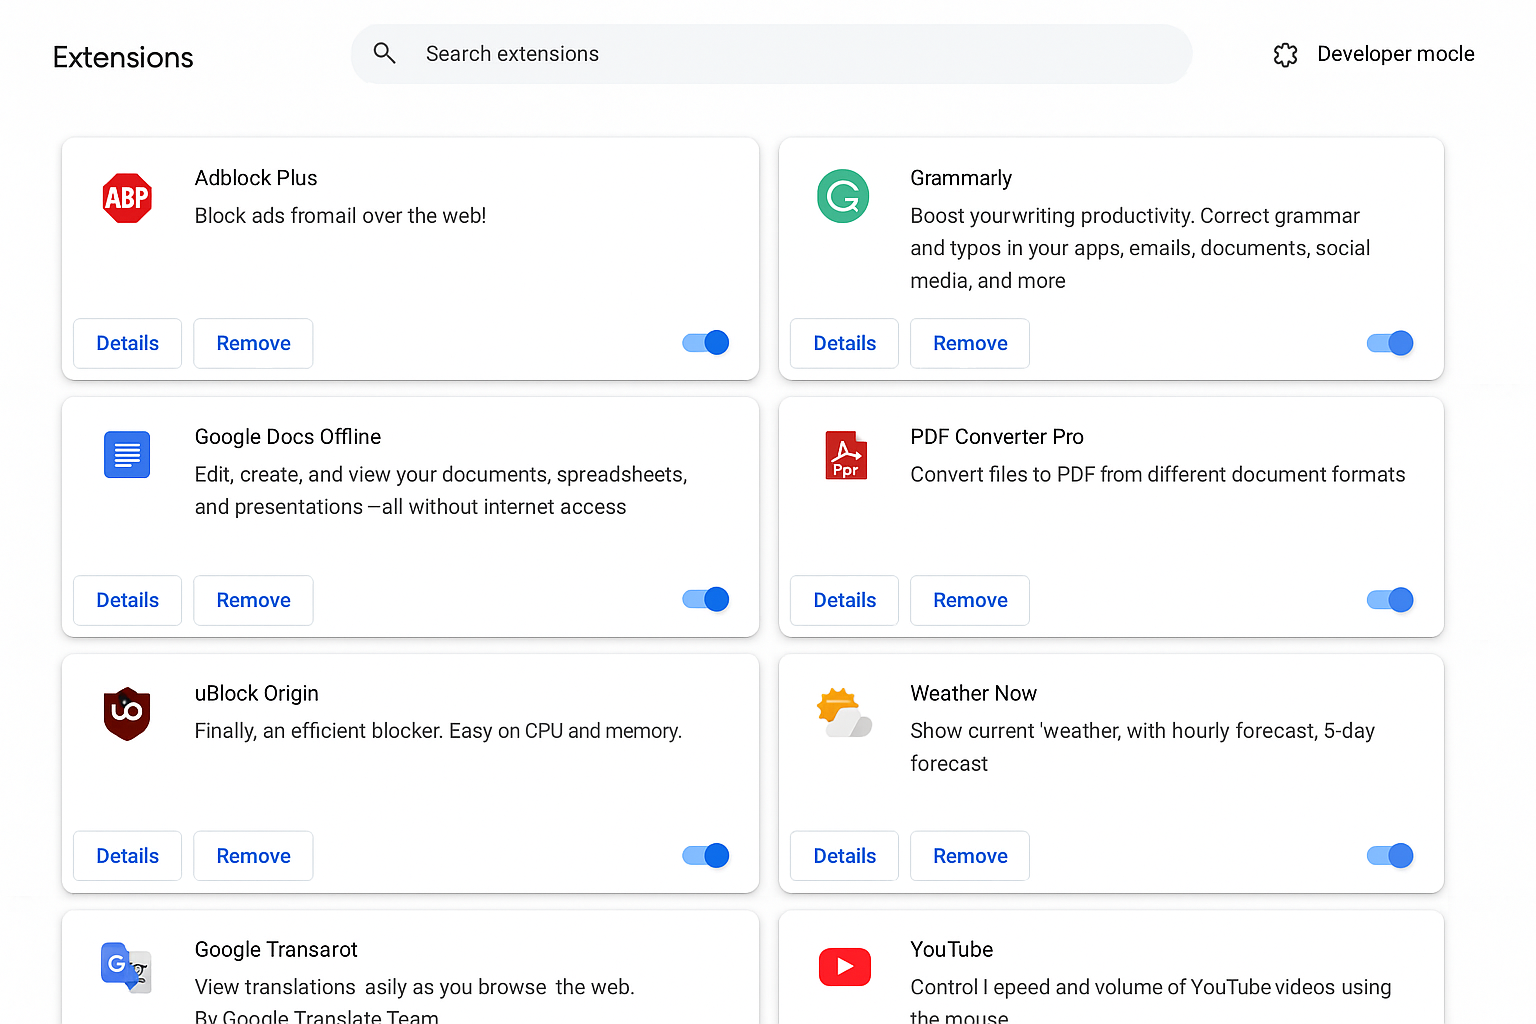 Extensions
Search extensions
Developer mocle
ABP
Adblock Plus
Block ads fromail over the web!
Details
Remove
G
Grammarly
Boost yourwriting productivity. Correct grammar
and typos in your apps, emails, documents, social
media, and more
Details
Remove
Google Docs Offline
Edit, create, and view your documents, spreadsheets,
and presentations —all without internet access
Details
Remove
Ppr
PDF Converter Pro
Convert files to PDF from different document formats
Details
Remove
uo
uBlock Origin
Finally, an efficient blocker. Easy on CPU and memory.
Details
Remove
Weather Now
Show current 'weather, with hourly forecast, 5-day
forecast
Details
Remove
G
Google Transarot
View translations asily as you browse the web.
By Google Translate Team
YouTube
Control I epeed and volume of YouTube videos using
the mouse